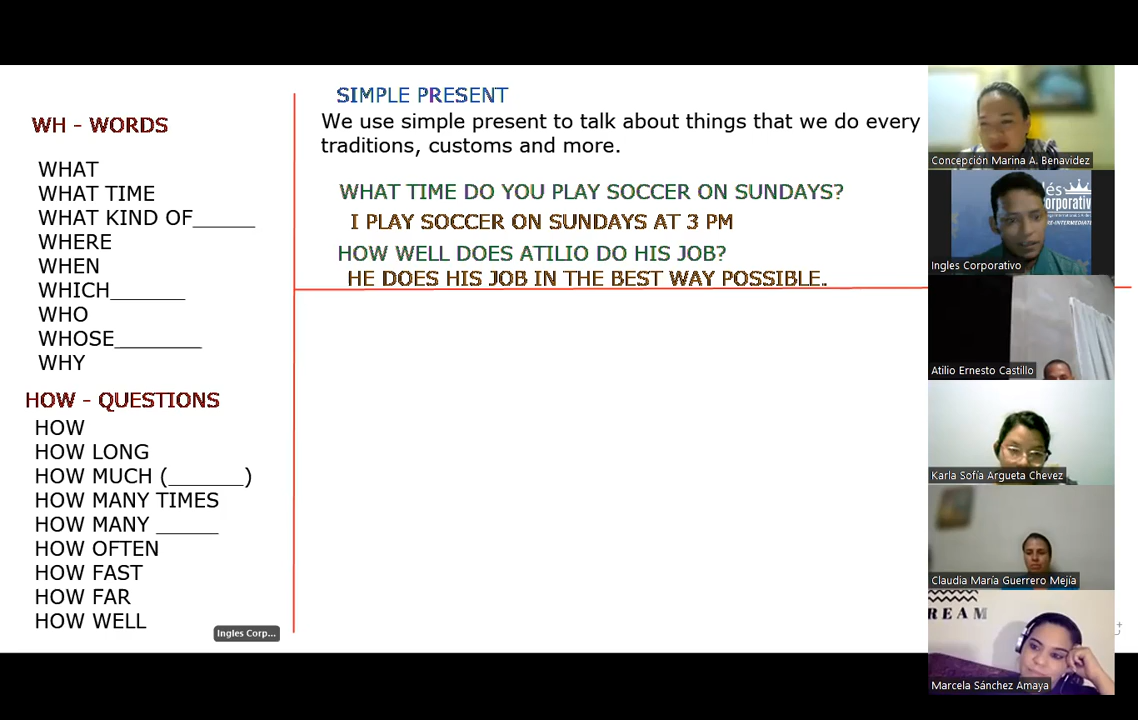 WH - WORDS
WHAT
WHAT TIME
WHAT KIND OF_____
WHERE
WHEN
WHICH______
WHO
WHOSE_______
WHY
HOW - QUESTIONS
HOW
HOW LONG
HOW MUCH (______)
HOW MANY TIMES
HOW MANY _____
HOW OFTEN
HOW FAST
HOW FAR
HOW WELL
Ingles Corp...
SIMPLE PRESENT
We use simple present to talk about things that we do every
traditions, customs and more.
WHAT TIME DO YOU PLAY SOCCER ON SUNDAYS?
I PLAY SOCCER ON SUNDAYS AT 3 PM
HOW WELL DOES ATILIO DO HIS JOB?
HE DOES HIS JOB IN THE BEST WAY POSSIBLE.
Concepción Marina A. Benavidez
Ingles Corporativo
Atilio Ernesto Castillo
Karla Sofía Argueta Chevez
Claudia María Guerrero Mejía
Marcela Sánchez Amaya